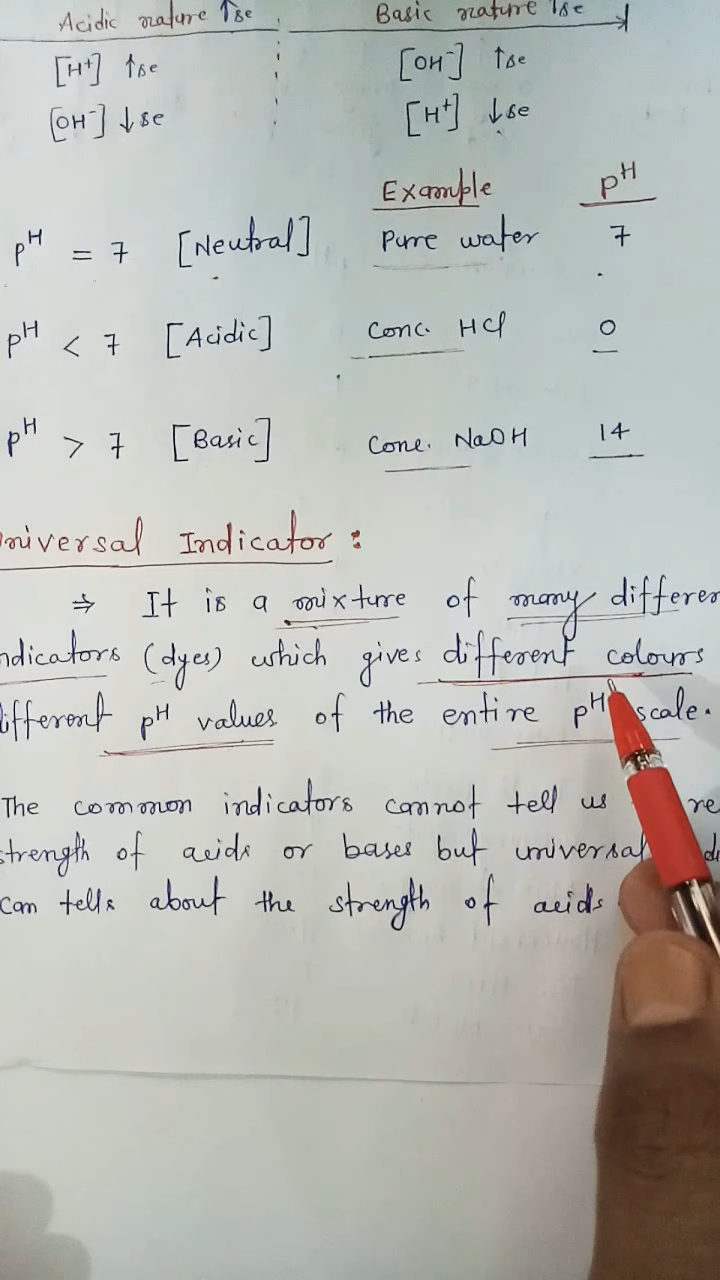 Acidic nature ↑se Basic nature ↑se
[H⁺] ↑se [OH⁻] ↑se
[OH⁻] ↓se [H⁺] ↓se
Example pH
pH = 7 [Neutral] Pure water 7
pH < 7 [Acidic] Conc. HCl 0
pH > 7 [Basic] Conc. NaOH 14
niversal Indicator :
⇒ It is a mixture of many differen
ndicators (dyes) which gives different colours
ifferent pH values of the entire pH scale.
The common indicators cannot tell us re
strength of acids or bases but universal di
can tells about the strength of acids